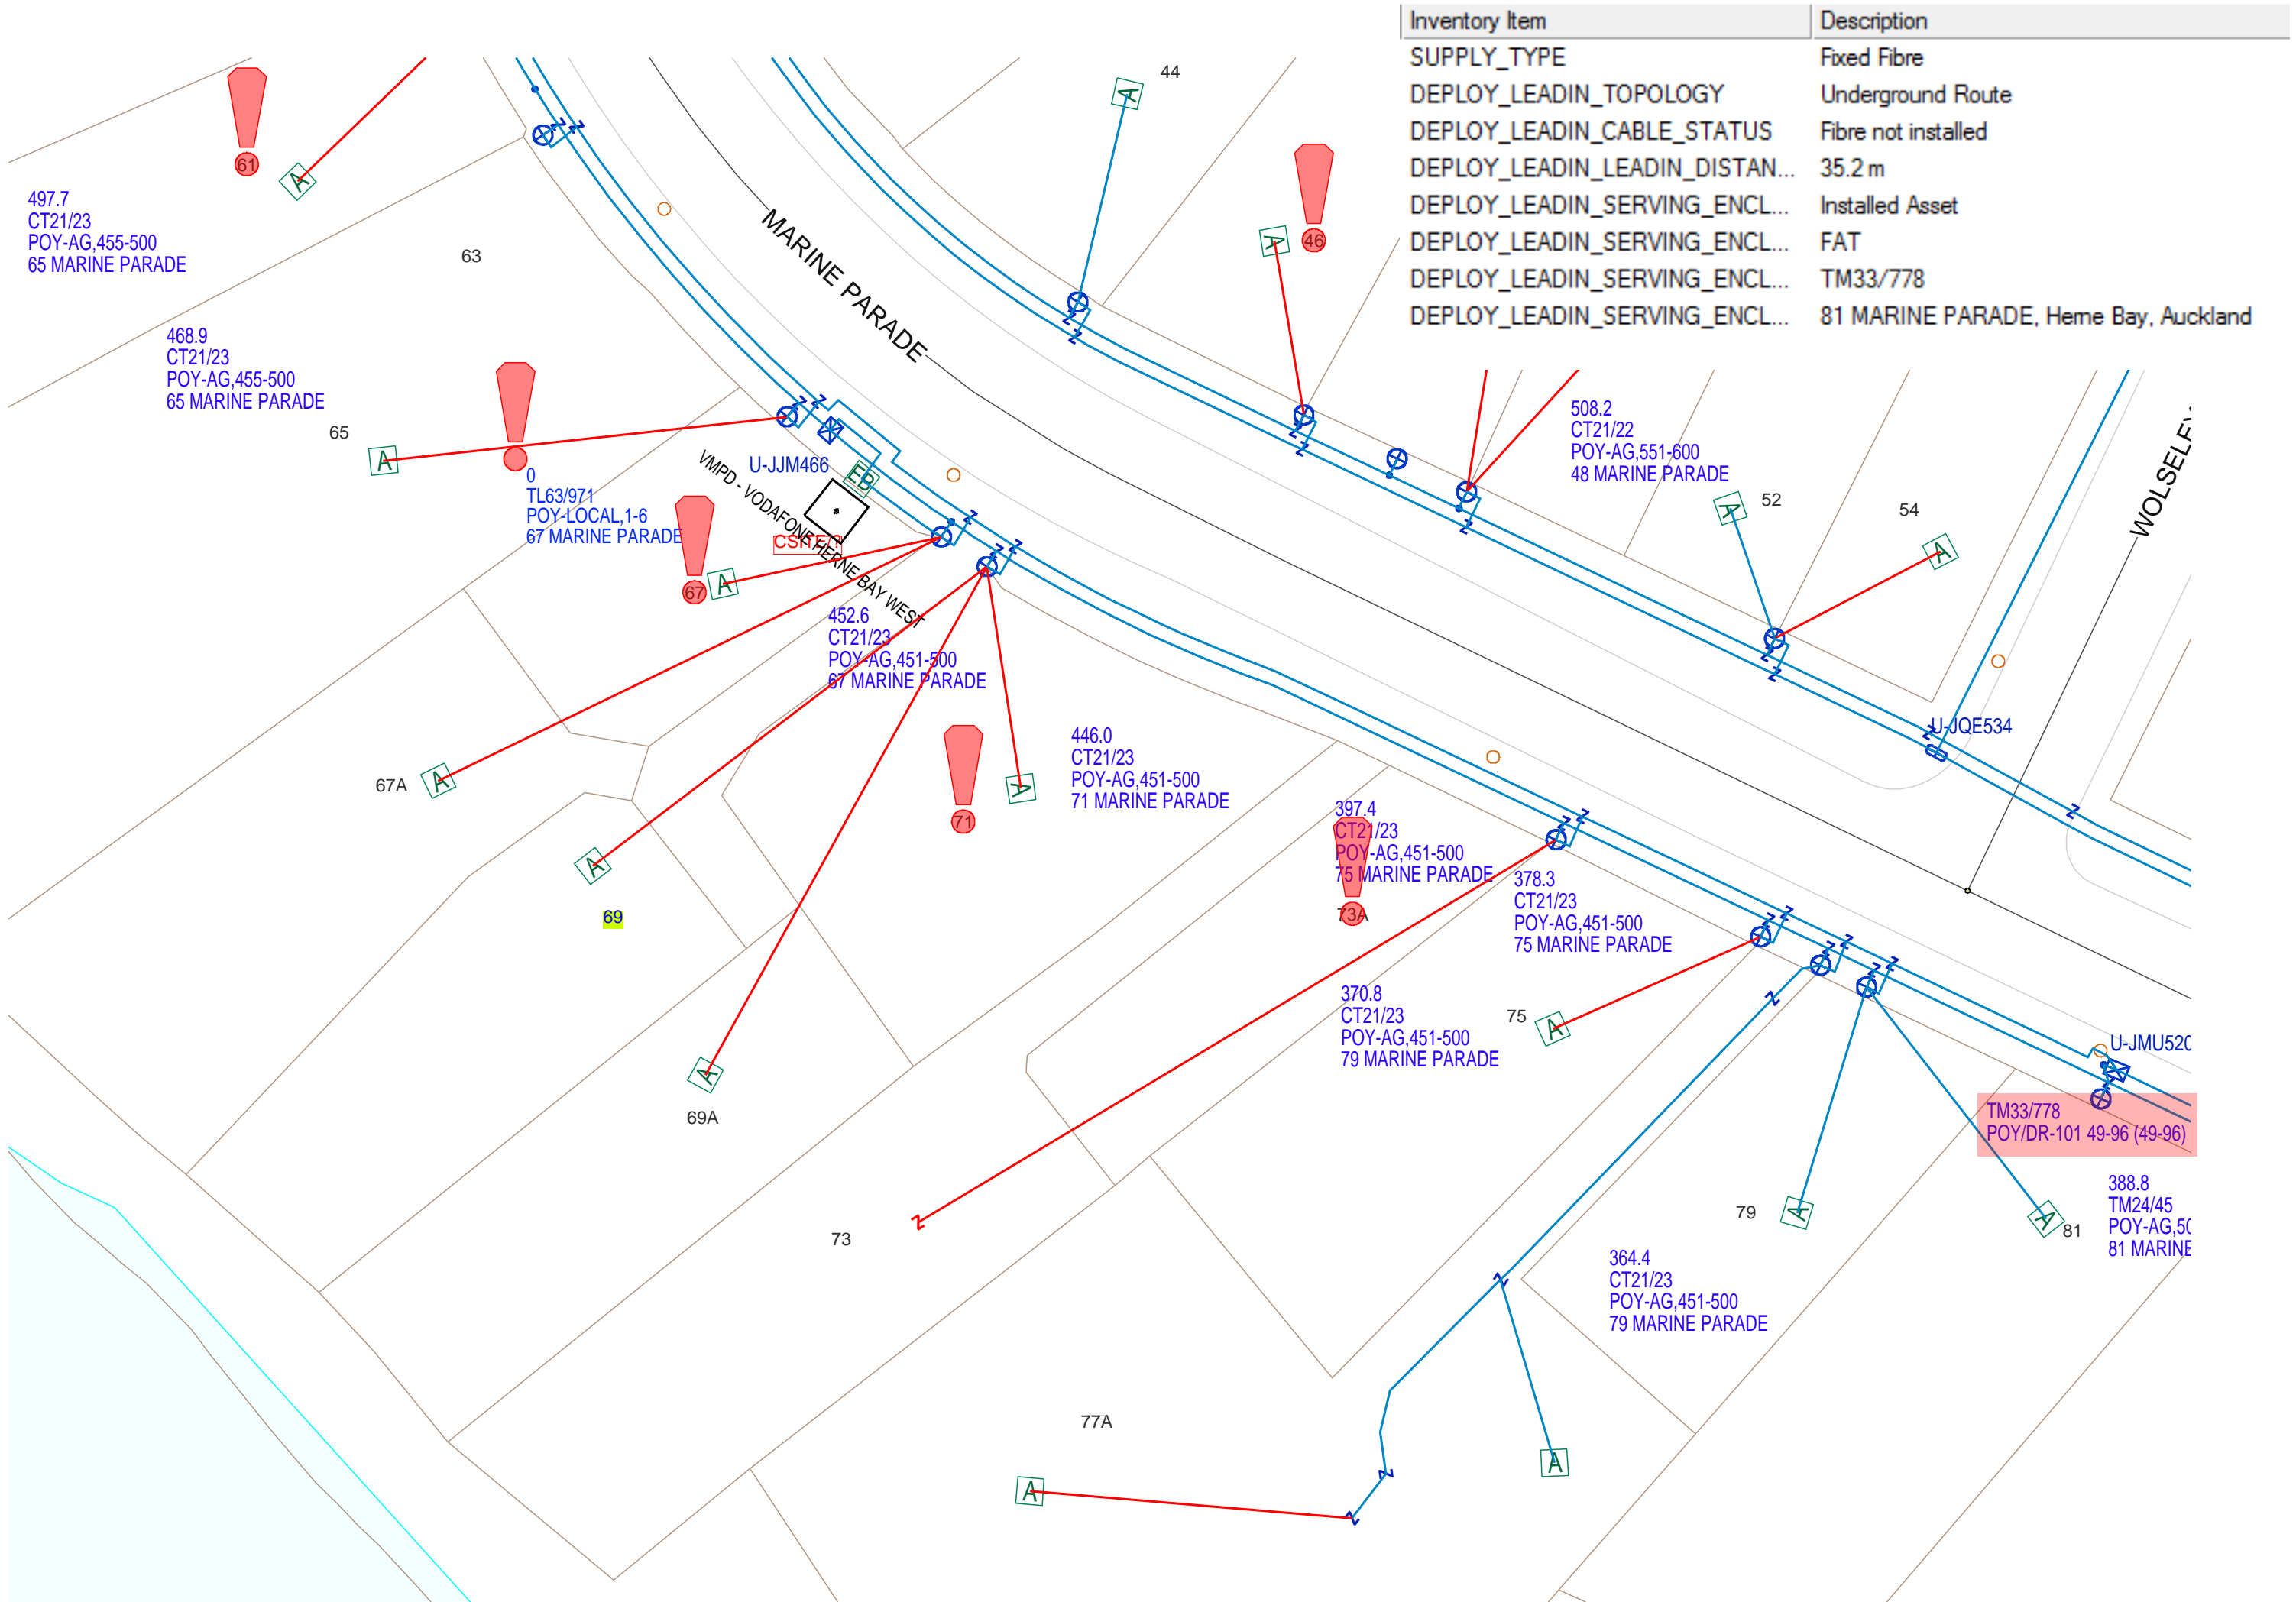 Inventory Item Description
SUPPLY_TYPE Fixed Fibre
DEPLOY_LEADIN_TOPOLOGY Underground Route
DEPLOY_LEADIN_CABLE_STATUS Fibre not installed
DEPLOY_LEADIN_LEADIN_DISTAN... 35.2 m
DEPLOY_LEADIN_SERVING_ENCL... Installed Asset
DEPLOY_LEADIN_SERVING_ENCL... FAT
DEPLOY_LEADIN_SERVING_ENCL... TM33/778
DEPLOY_LEADIN_SERVING_ENCL... 81 MARINE PARADE, Herne Bay, Auckland
44
61
A
A
497.7
CT21/23
POY-AG,455-500
65 MARINE PARADE
63
MARINE PARADE
A
46
468.9
CT21/23
POY-AG,455-500
65 MARINE PARADE
65
A
0
TL63/971
POY-LOCAL,1-6
67 MARINE PARADE
U-JJM466
EB
VMPD - VODAFONE HERNE BAY WEST
CSITE/?
67
A
508.2
CT21/22
POY-AG,551-600
48 MARINE PARADE
A
52
54
A
WOLSELEY
452.6
CT21/23
POY-AG,451-500
67 MARINE PARADE
U-JQE534
67A
A
446.0
CT21/23
POY-AG,451-500
71 MARINE PARADE
A
71
A
69
397.4
CT21/23
POY-AG,451-500
75 MARINE PARADE
73A
378.3
CT21/23
POY-AG,451-500
75 MARINE PARADE
370.8
CT21/23
POY-AG,451-500
79 MARINE PARADE
75
A
U-JMU520
A
69A
TM33/778
POY/DR-101 49-96 (49-96)
73
79
A
A
81
388.8
TM24/45
POY-AG,50
81 MARINE
364.4
CT21/23
POY-AG,451-500
79 MARINE PARADE
77A
A
A